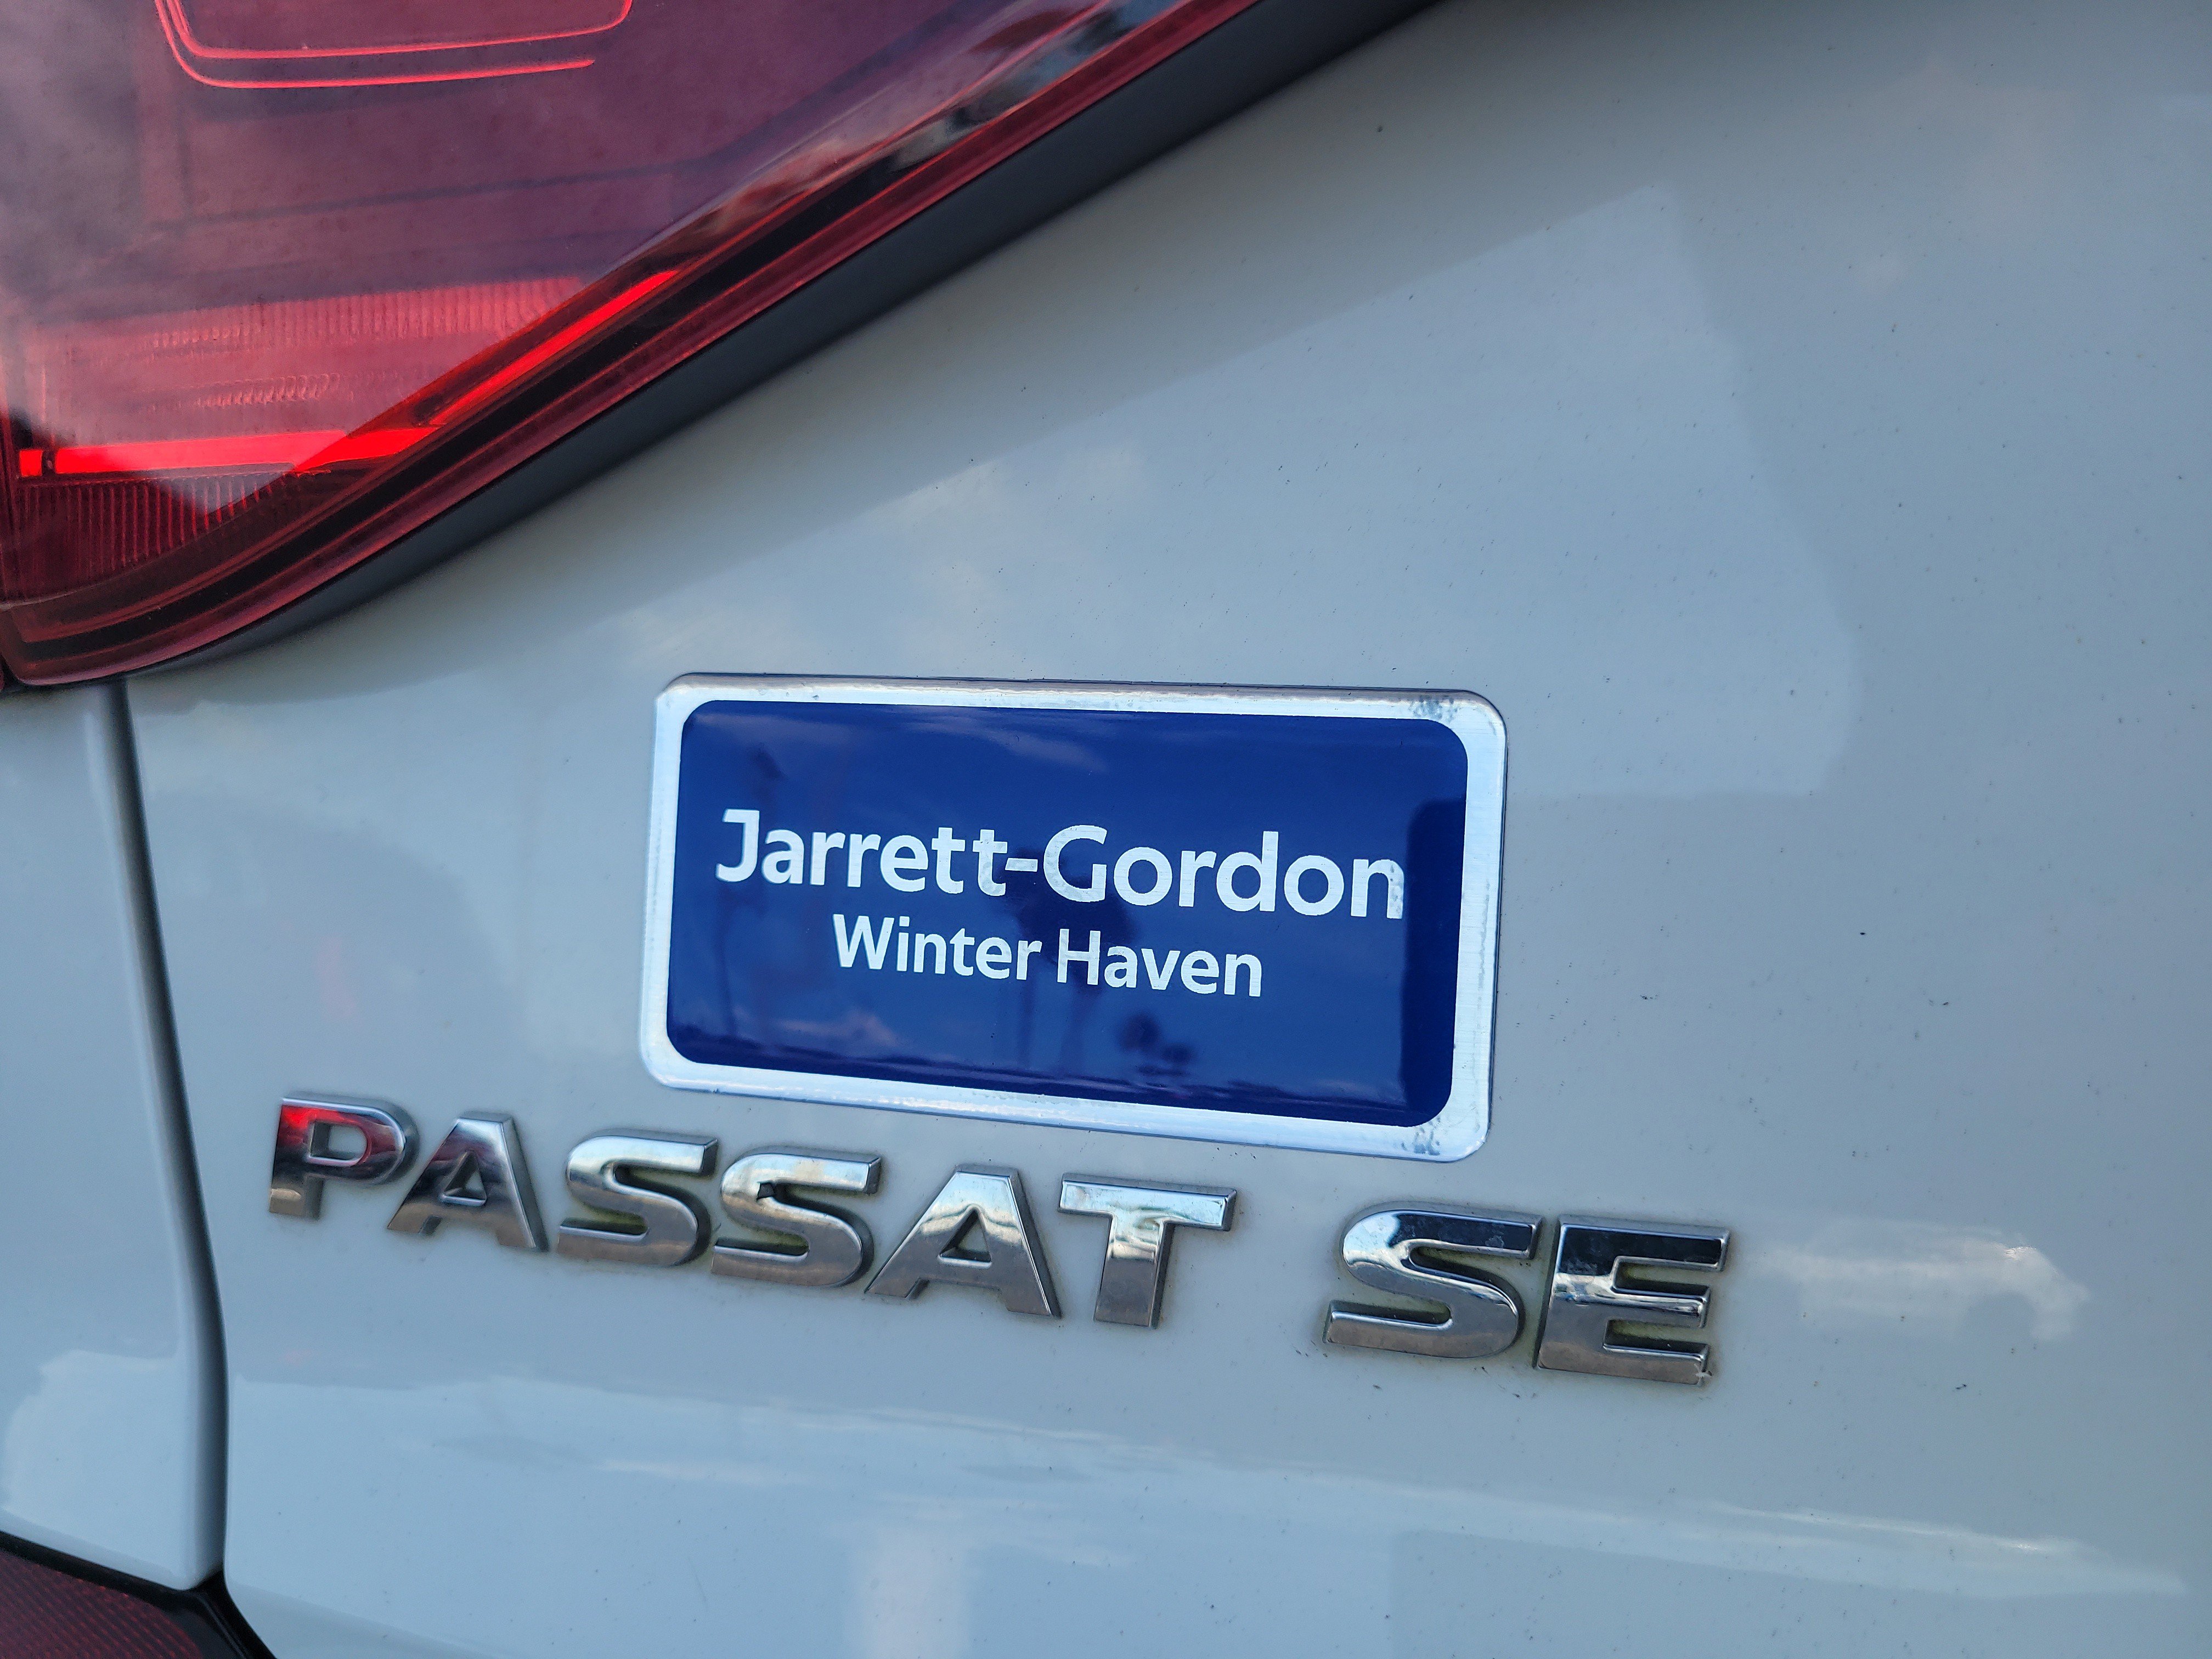 Jarrett-Gordon
Winter Haven
PASSAT SE